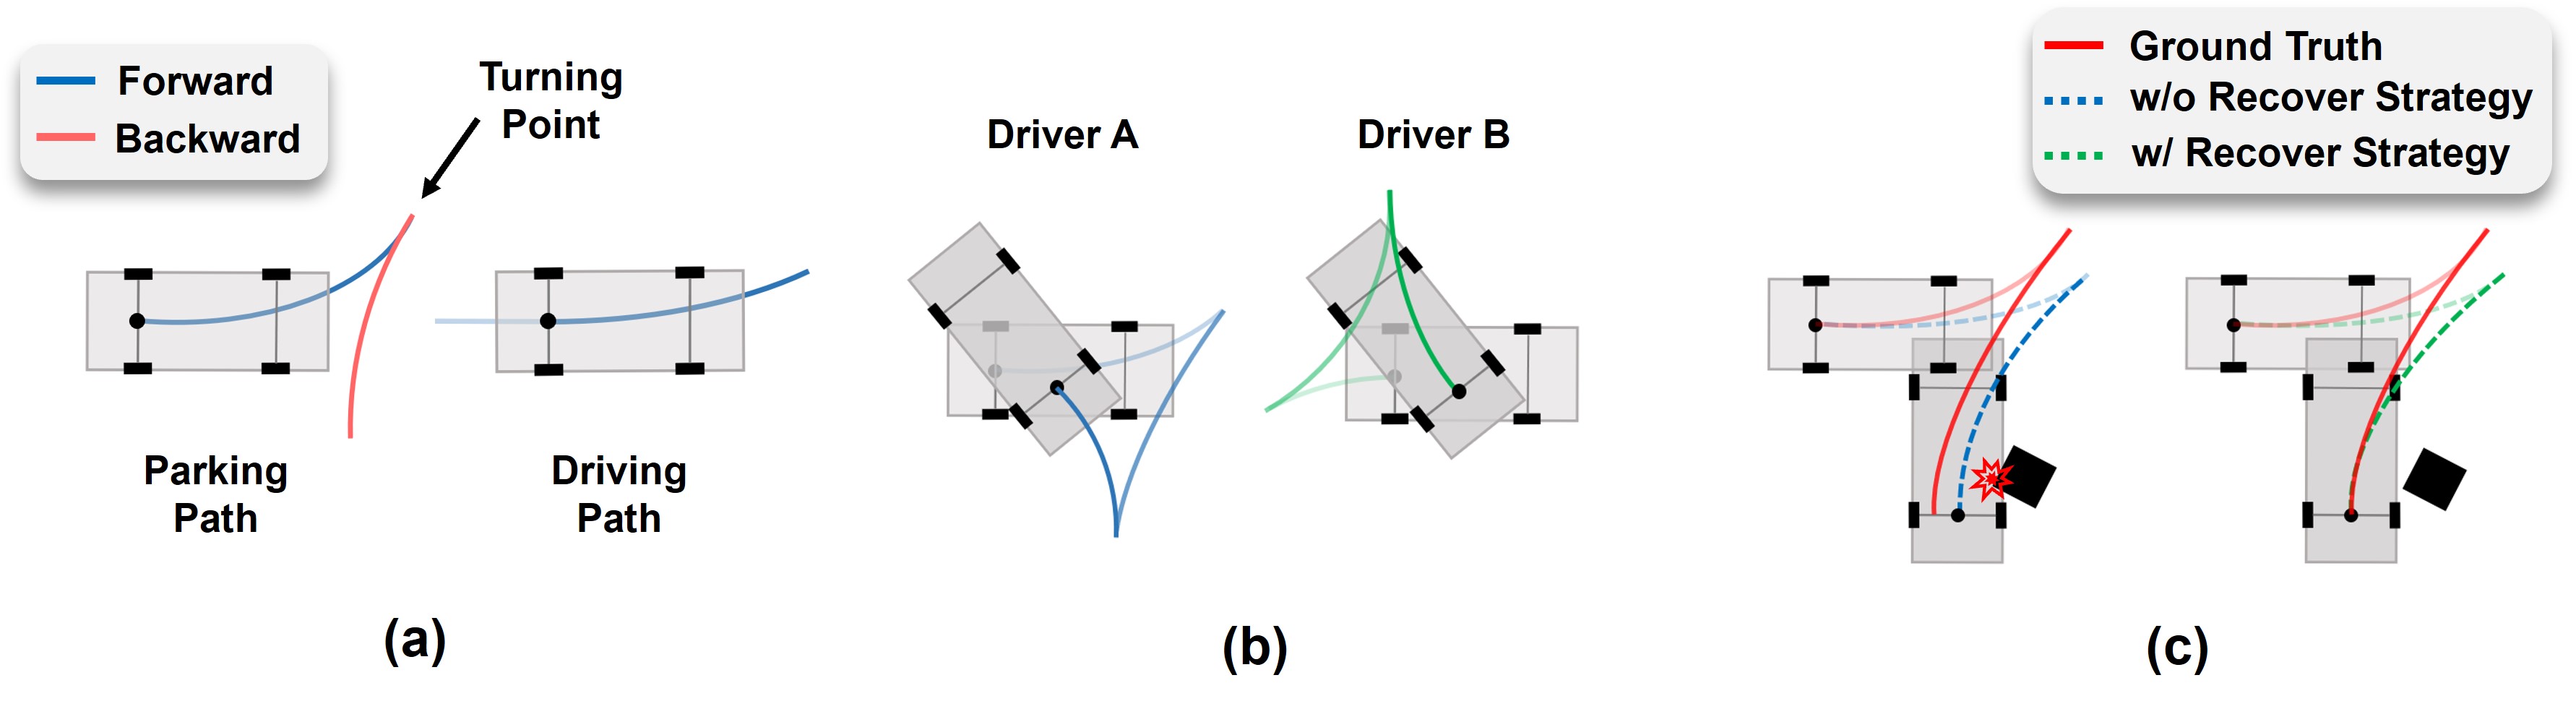 Forward
Backward
Turning
Point
Parking
Path
Driving
Path
(a)
Driver A
Driver B
(b)
Ground Truth
w/o Recover Strategy
w/ Recover Strategy
(c)